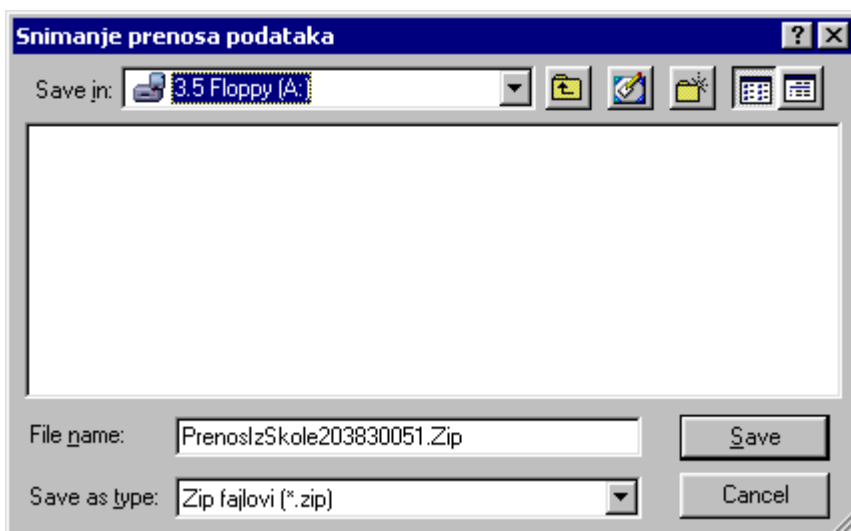 Snimanje prenosa podataka
Save in: 3.5 Floppy (A:)
File name: PrenosIzSkole203830051.Zip Save
Save as type: Zip fajlovi (*.zip) Cancel